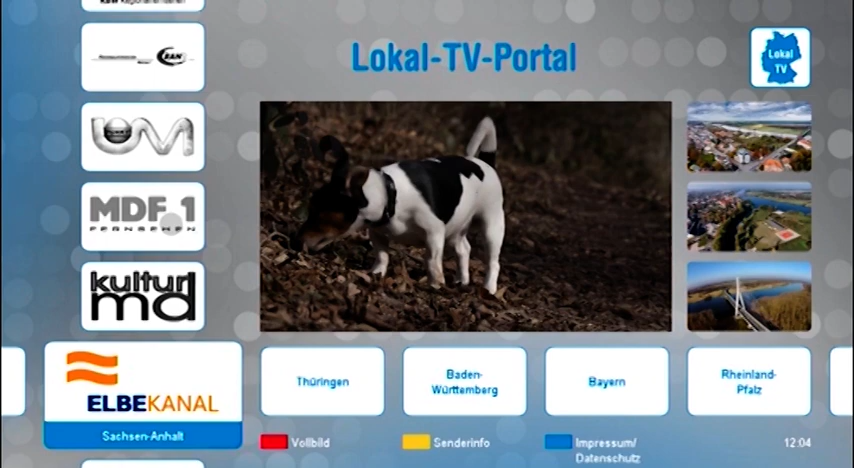 Lokal-TV-Portal
Lokal
TV
MDF.1
FERNSEHEN
kultur
md
ELBEKANAL
Sachsen-Anhalt
Thüringen
Baden-
Württemberg
Bayern
Rheinland-
Pfalz
Vollbild
Senderinfo
Impressum/
Datenschutz
12:04